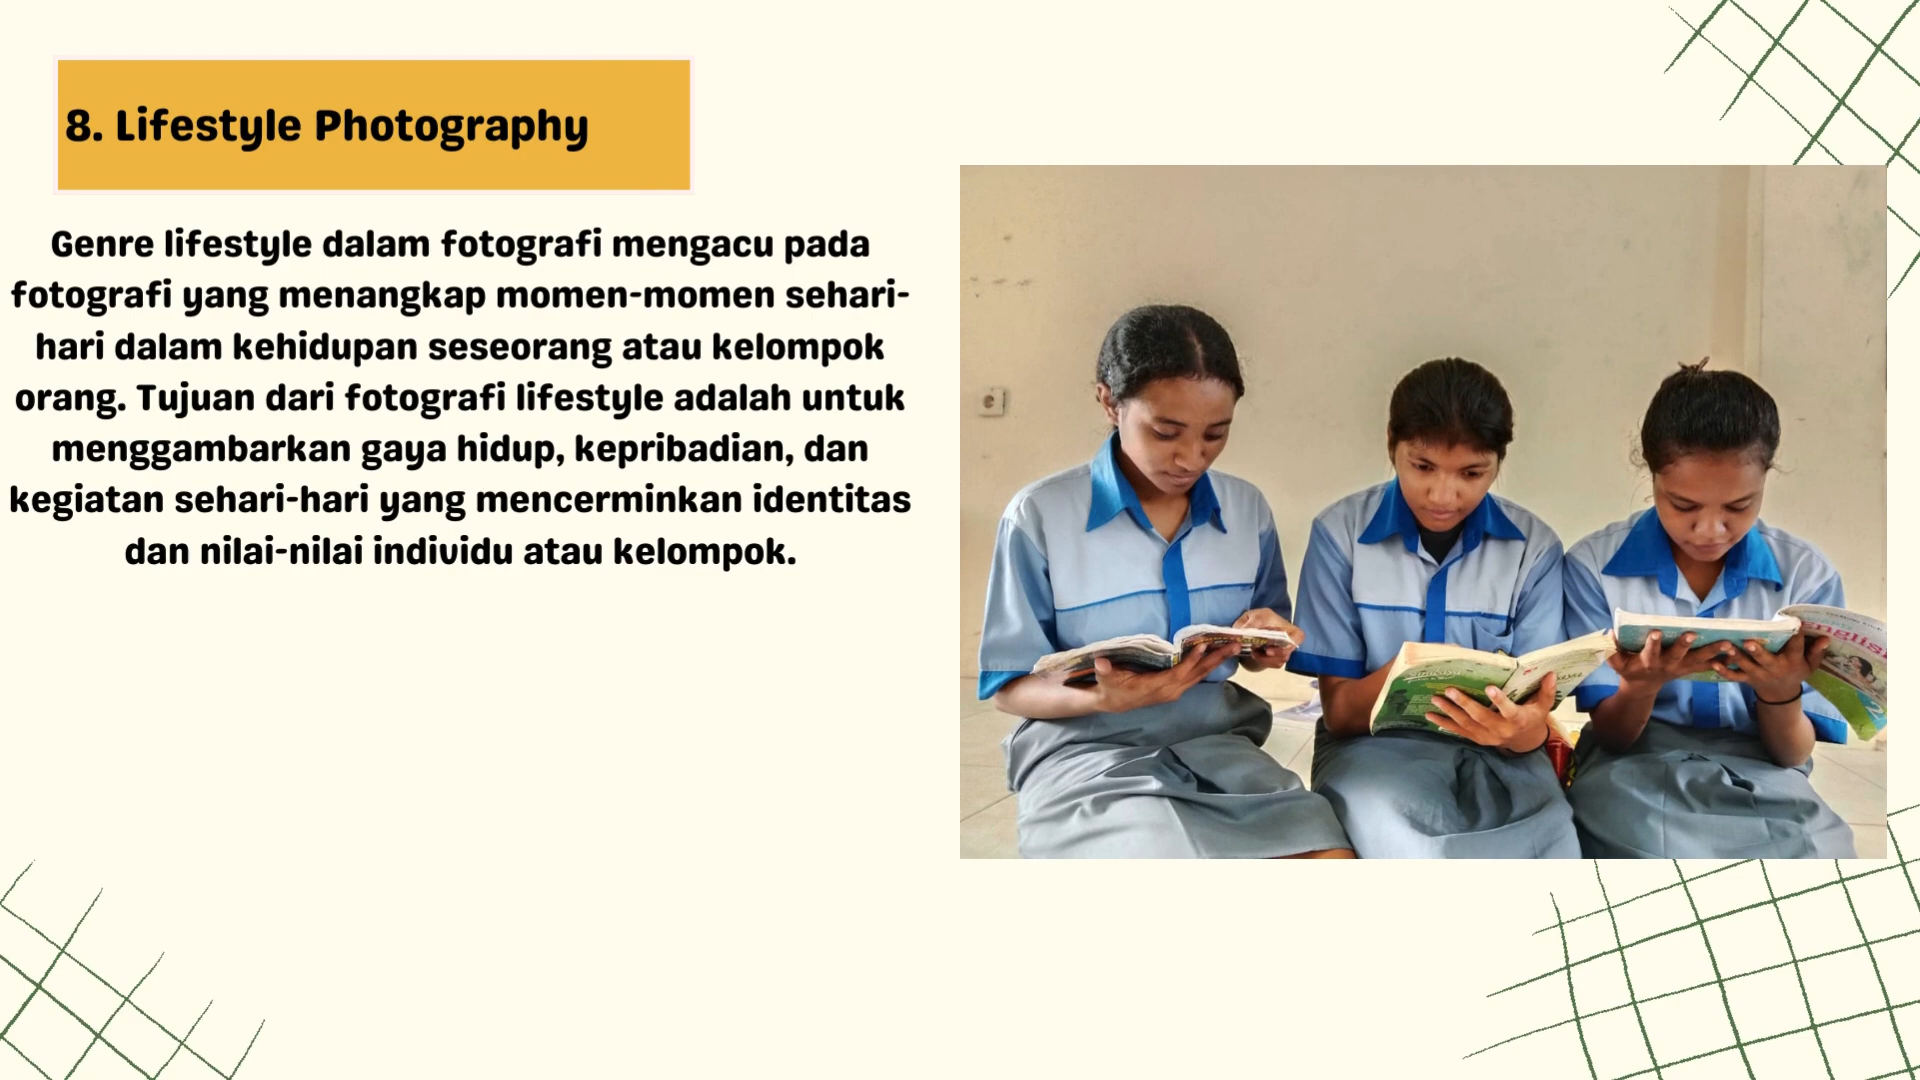 8. Lifestyle Photography
Genre lifestyle dalam fotografi mengacu pada
fotografi yang menangkap momen-momen sehari-
hari dalam kehidupan seseorang atau kelompok
orang. Tujuan dari fotografi lifestyle adalah untuk
menggambarkan gaya hidup, kepribadian, dan
kegiatan sehari-hari yang mencerminkan identitas
dan nilai-nilai individu atau kelompok.